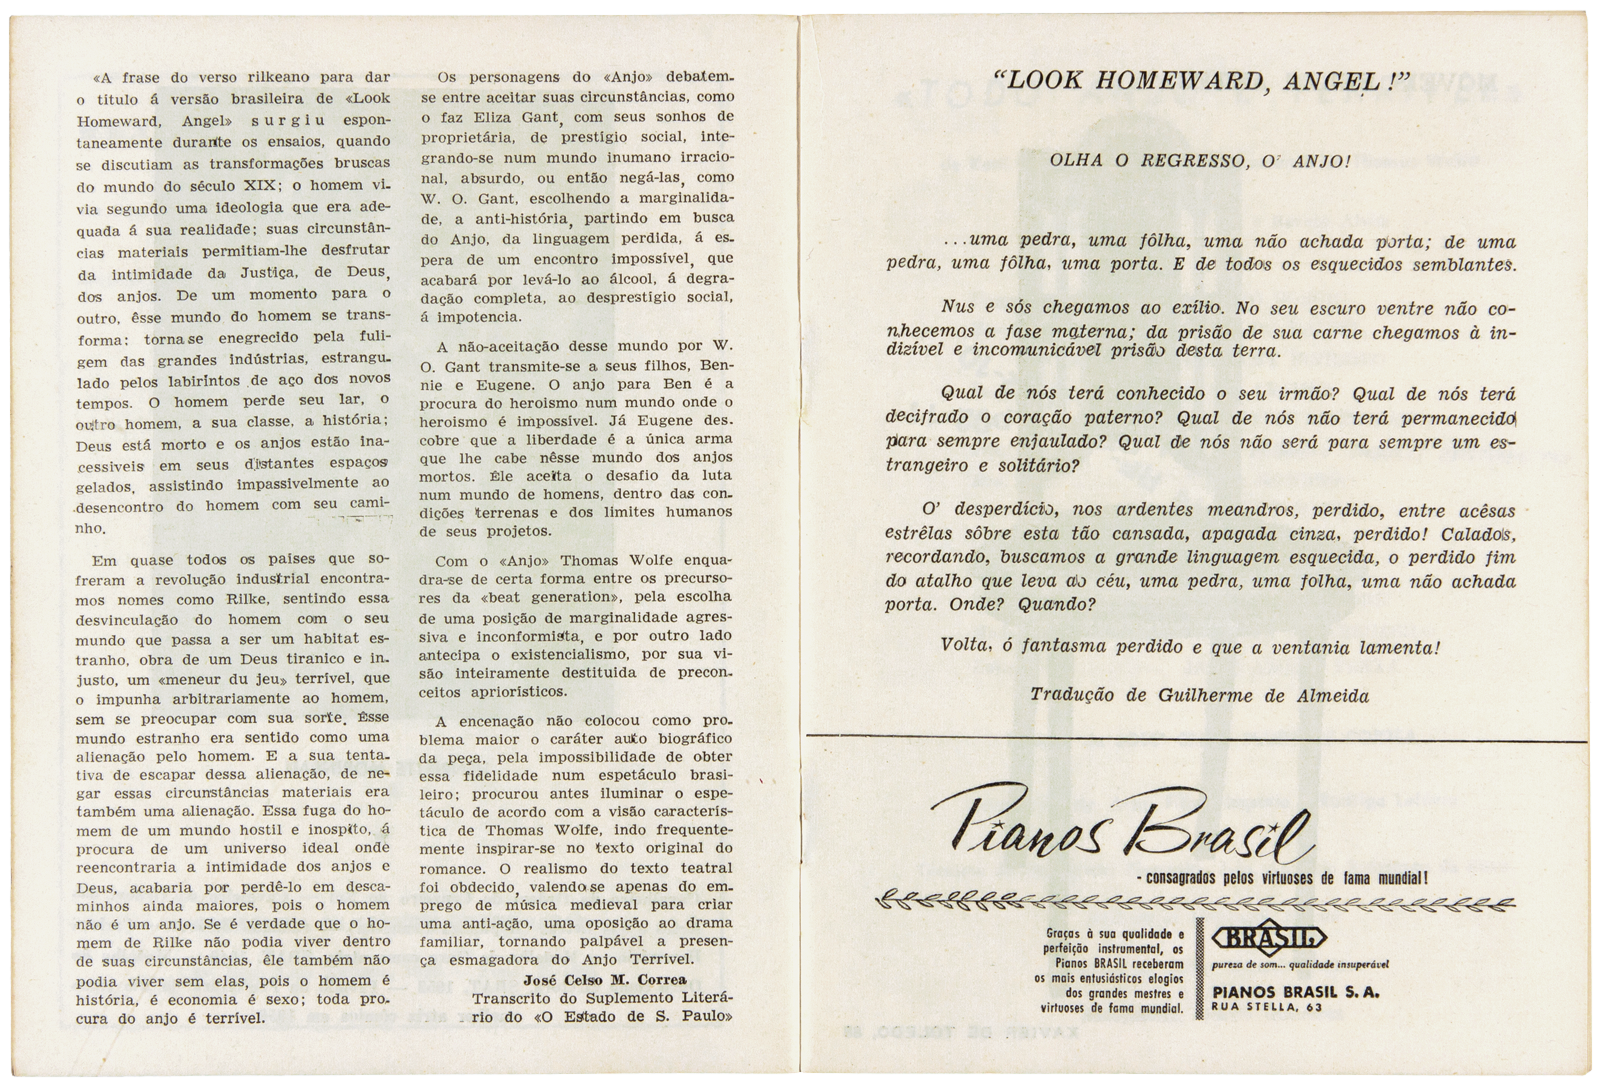 «A frase do verso rilkeano para dar
o titulo á versão brasileira de «Look
Homeward, Angel» surgiu espon-
taneamente durante os ensaios, quando
se discutiam as transformações bruscas
do mundo do século XIX; o homem vi-
via segundo uma ideologia que era ade-
quada á sua realidade; suas circunstân-
cias materiais permitiam-lhe desfrutar
da intimidade da Justiça, de Deus,
dos anjos. De um momento para o
outro, êsse mundo do homem se trans-
forma: torna-se enegrecido pela fuli-
gem das grandes indústrias, estrangu-
lado pelos labirintos de aço dos novos
tempos. O homem perde seu lar, o
outro homem, a sua classe, a história;
Deus está morto e os anjos estão ina-
cessiveis em seus distantes espaços
gelados, assistindo impassivelmente ao
desencontro do homem com seu cami-
nho.
Em quase todos os países que so-
freram a revolução industrial encontra-
mos nomes como Rilke, sentindo essa
desvinculação do homem com o seu
mundo que passa a ser um habitat es-
tranho, obra de um Deus tiranico e in-
justo, um «meneur du jeu» terrível, que
o impunha arbitrariamente ao homem,
sem se preocupar com sua sorte. Êsse
mundo estranho era sentido como uma
alienação pelo homem. E a sua tenta-
tiva de escapar dessa alienação, de ne-
gar essas circunstâncias materiais era
também uma alienação. Essa fuga do ho-
mem de um mundo hostil e inospito, á
procura de um universo ideal onde
reencontraria a intimidade dos anjos e
Deus, acabaria por perdê-lo em desca-
minhos ainda maiores, pois o homem
não é um anjo. Se é verdade que o ho-
mem de Rilke não podia viver dentro
de suas circunstâncias, êle também não
podia viver sem elas, pois o homem é
história, é economia é sexo; toda pro-
cura do anjo é terrível.
Os personagens do «Anjo» debatem-
se entre aceitar suas circunstâncias, como
o faz Eliza Gant, com seus sonhos de
proprietária, de prestigio social, inte-
grando-se num mundo inumano irracio-
nal, absurdo, ou então negá-las, como
W. O. Gant, escolhendo a marginalida-
de, a anti-história, partindo em busca
do Anjo, da linguagem perdida, á es-
pera de um encontro impossível, que
acabará por levá-lo ao álcool, á degra-
dação completa, ao desprestigio social,
á impotencia.
A não-aceitação desse mundo por W.
O. Gant transmite-se a seus filhos, Ben-
nie e Eugene. O anjo para Ben é a
procura do heroismo num mundo onde o
heroismo é impossível. Já Eugene des-
cobre que a liberdade é a única arma
que lhe cabe nêsse mundo dos anjos
mortos. Êle aceita o desafio da luta
num mundo de homens, dentro das con-
dições terrenas e dos limites humanos
de seus projetos.
Com o «Anjo» Thomas Wolfe enqua-
dra-se de certa forma entre os precurso-
res da «beat generation», pela escolha
de uma posição de marginalidade agres-
siva e inconformista, e por outro lado
antecipa o existencialismo, por sua vi-
são inteiramente destituida de precon-
ceitos apriorísticos.
A encenação não colocou como pro-
blema maior o caráter auto biográfico
da peça, pela impossibilidade de obter
essa fidelidade num espetáculo brasi-
leiro; procurou antes iluminar o espe-
táculo de acordo com a visão caracterís-
tica de Thomas Wolfe, indo frequente-
mente inspirar-se no texto original do
romance. O realismo do texto teatral
foi obdecido, valendo-se apenas do em-
prego de música medieval para criar
uma anti-ação, uma oposição ao drama
familiar, tornando palpável a presen-
ça esmagadora do Anjo Terrível.
José Celso M. Correa
Transcrito do Suplemento Literá-
rio do «O Estado de S. Paulo»
“LOOK HOMEWARD, ANGEL!”
OLHA O REGRESSO, O' ANJO!
...uma pedra, uma fôlha, uma não achada porta; de uma
pedra, uma fôlha, uma porta. E de todos os esquecidos semblantes.
Nus e sós chegamos ao exílio. No seu escuro ventre não co-
nhecemos a fase materna; da prisão de sua carne chegamos à in-
dizível e incomunicável prisão desta terra.
Qual de nós terá conhecido o seu irmão? Qual de nós terá
decifrado o coração paterno? Qual de nós não terá permanecido
para sempre enjaulado? Qual de nós não será para sempre um es-
trangeiro e solitário?
O' desperdício, nos ardentes meandros, perdido, entre acêsas
estrêlas sôbre esta tão cansada, apagada cinza, perdido! Calados,
recordando, buscamos a grande linguagem esquecida, o perdido fim
do atalho que leva ao céu, uma pedra, uma folha, uma não achada
porta. Onde? Quando?
Volta, ó fantasma perdido e que a ventania lamenta!
Tradução de Guilherme de Almeida
Pianos Brasil
- consagrados pelos virtuoses de fama mundial!
Graças à sua qualidade e
perfeição instrumental, os
Pianos BRASIL receberam
os mais entusiásticos elogios
dos grandes mestres e
virtuoses de fama mundial.
BRASIL
pureza de som... qualidade insuperável
PIANOS BRASIL S. A.
RUA STELLA, 63